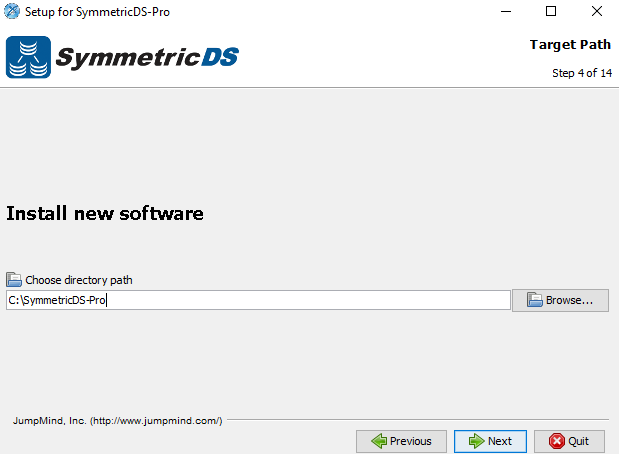 Setup for SymmetricDS-Pro
SymmetricDS
Target Path
Step 4 of 14
Install new software
Choose directory path
C:\SymmetricDS-Pro
Browse...
JumpMind, Inc. (http://www.jumpmind.com/)
Previous
Next
Quit